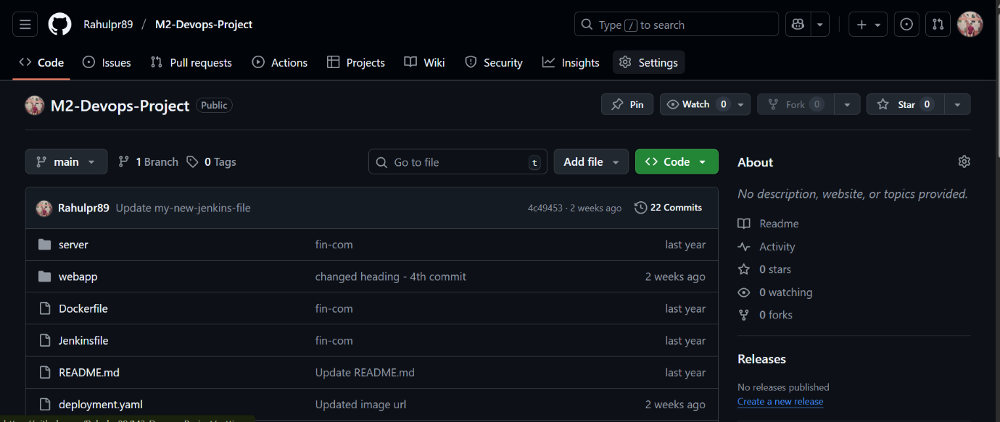 Rahulpr89 / M2-Devops-Project
Type / to search
Code Issues Pull requests Actions Projects Wiki Security Insights Settings
M2-Devops-Project Public
Pin Watch 0 Fork 0 Star 0
main 1 Branch 0 Tags
Go to file t Add file Code
Rahulpr89 Update my-new-jenkins-file 4c49453 · 2 weeks ago 22 Commits
server fin-com last year
webapp changed heading - 4th commit 2 weeks ago
Dockerfile fin-com last year
Jenkinsfile fin-com last year
README.md Update README.md last year
deployment.yaml Updated image url 2 weeks ago
About
No description, website, or topics provided.
Readme
Activity
0 stars
0 watching
0 forks
Releases
No releases published
Create a new release